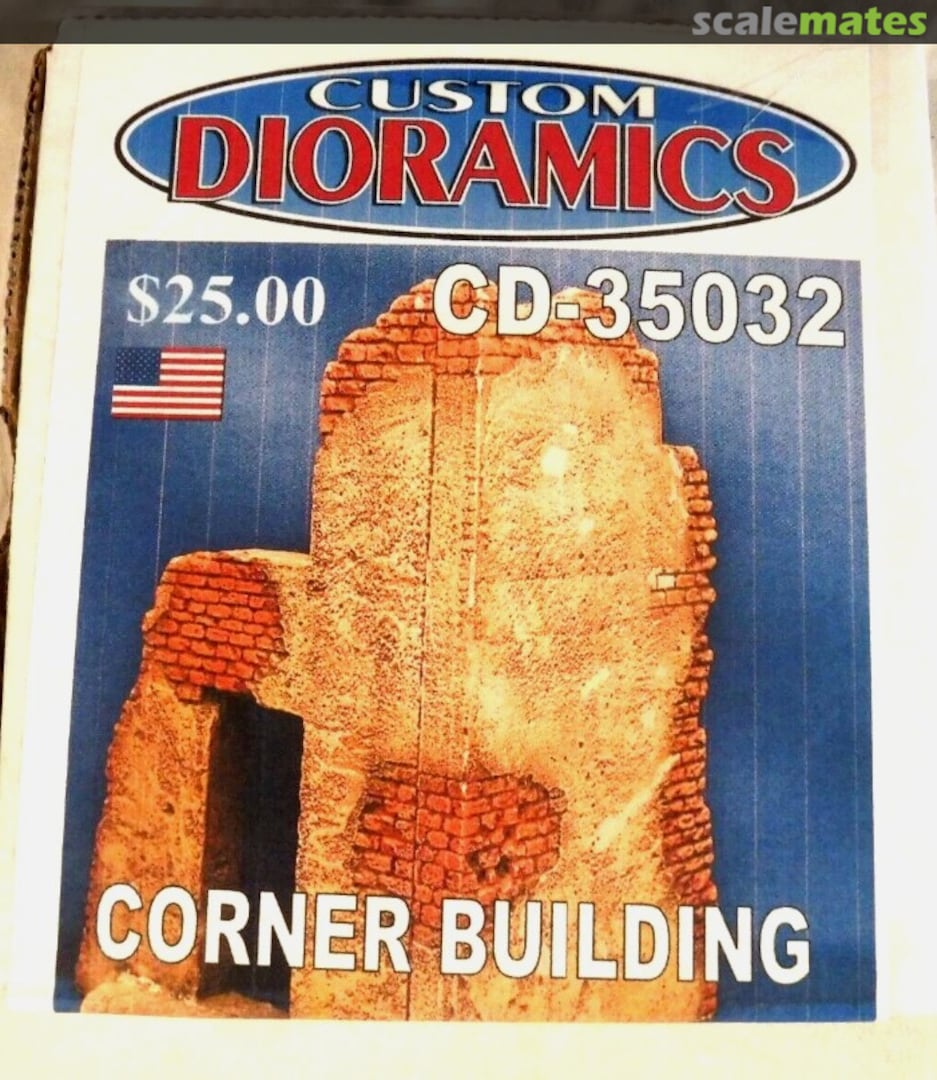 scalemates
CUSTOM
DIORAMICS
$25.00
CD-35032
CORNER BUILDING